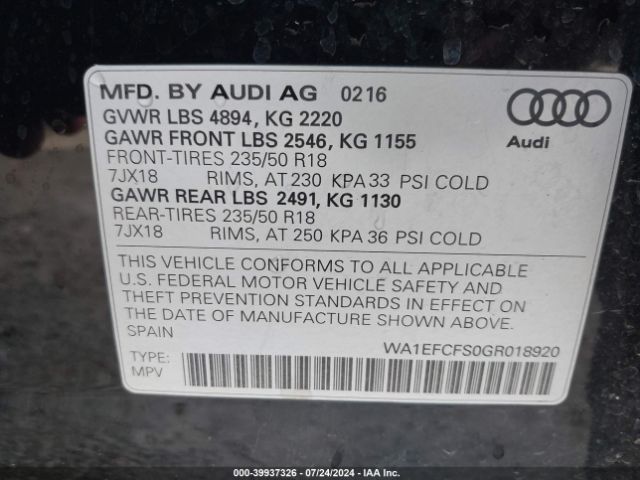 MFD. BY AUDI AG 0216
GVWR LBS 4894, KG 2220
GAWR FRONT LBS 2546, KG 1155
FRONT-TIRES 235/50 R18
7JX18 RIMS, AT 230 KPA 33 PSI COLD
GAWR REAR LBS 2491, KG 1130
REAR-TIRES 235/50 R18
7JX18 RIMS, AT 250 KPA 36 PSI COLD
Audi
THIS VEHICLE CONFORMS TO ALL APPLICABLE
U.S. FEDERAL MOTOR VEHICLE SAFETY AND
THEFT PREVENTION STANDARDS IN EFFECT ON
THE DATE OF MANUFACTURE SHOWN ABOVE.
SPAIN
WA1EFCFS0GR018920
TYPE:
MPV
000-39937326 / 07/24/2024 - IAA Inc.